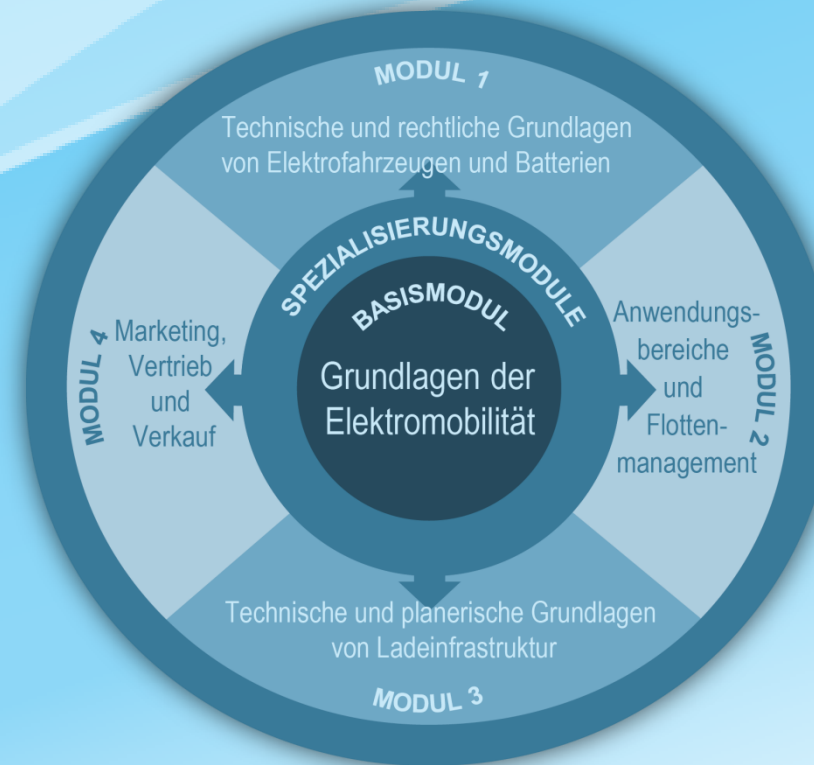 MODUL 1
Technische und rechtliche Grundlagen
von Elektrofahrzeugen und Batterien
SPEZIALISIERUNGSMODULE
BASISMODUL
Grundlagen der
Elektromobilität
MODUL 2
Anwendungs-
bereiche
und
Flotten-
management
MODUL 3
Technische und planerische Grundlagen
von Ladeinfrastruktur
MODUL 4
Marketing,
Vertrieb
und
Verkauf